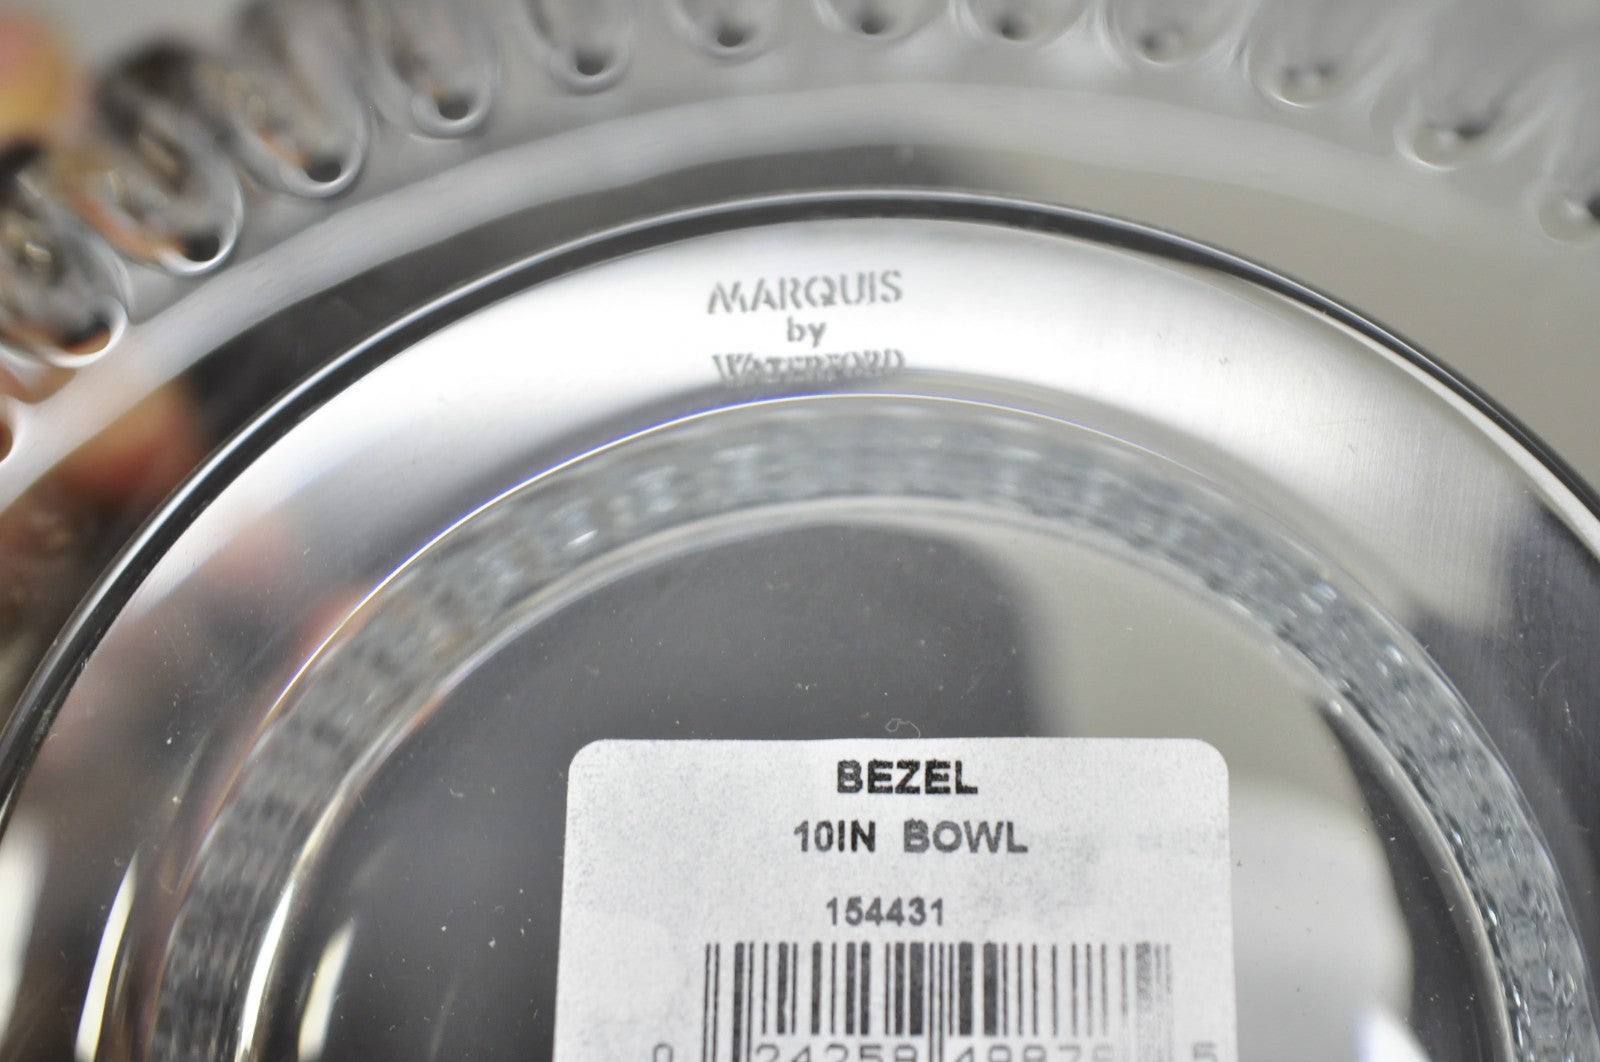 MARQUIS
by
WATERFORD
BEZEL
10IN BOWL
154431